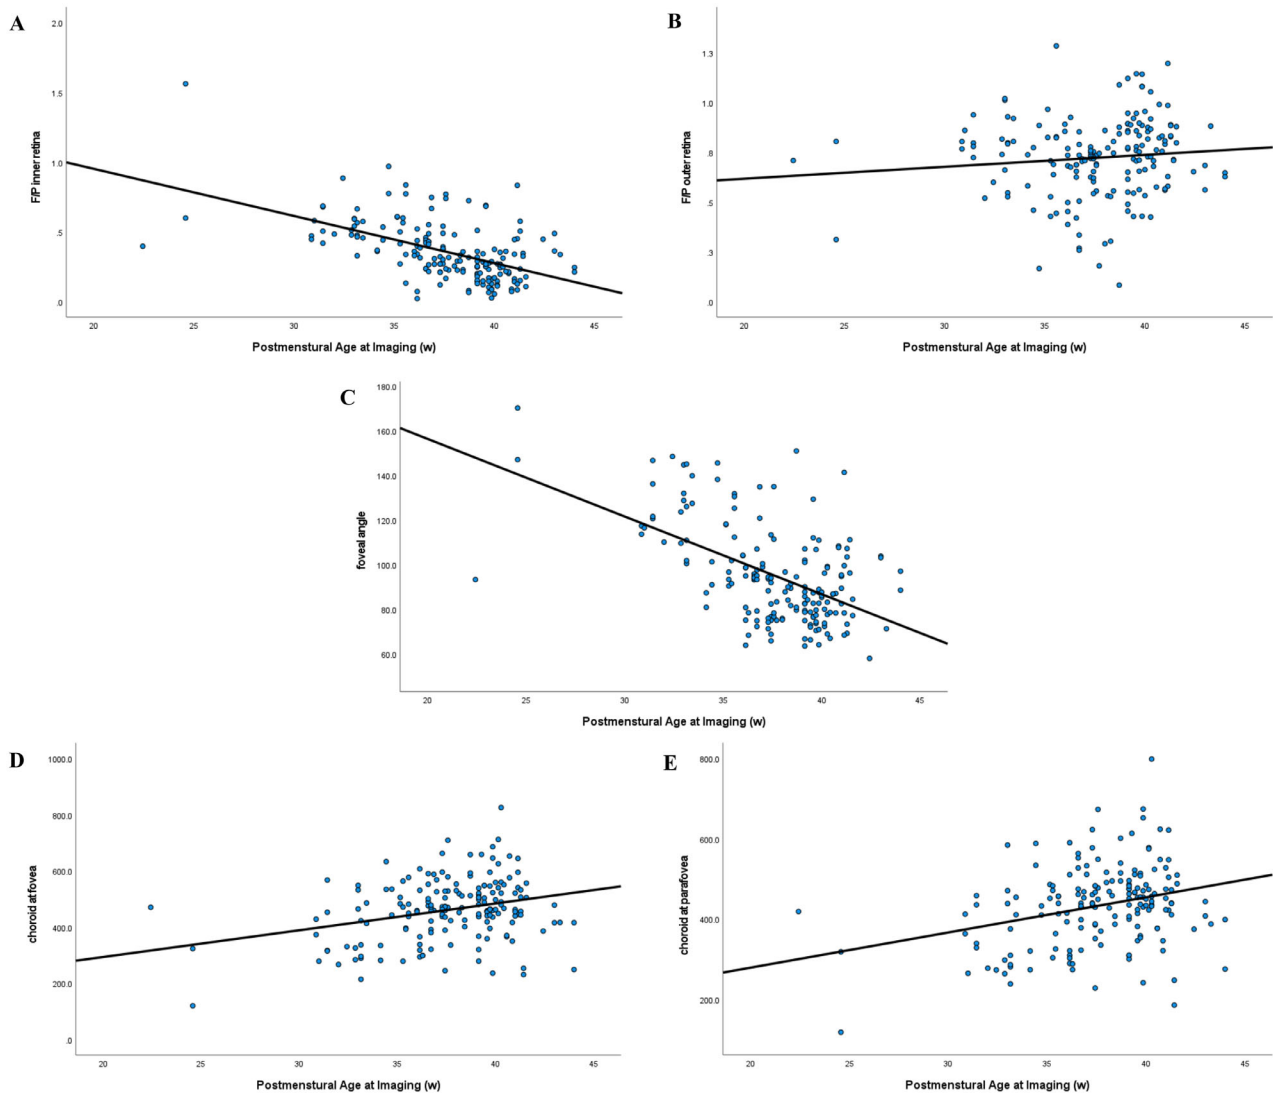 A
F/P inner retina
2.0
1.5
1.0
.5
.0
20 25 30 35 40 45
Postmenstural Age at Imaging (w)
B
F/P outer retina
1.3
1.0
.8
.5
.3
.0
20 25 30 35 40 45
Postmenstural Age at Imaging (w)
C
foveal angle
180.0
160.0
140.0
120.0
100.0
80.0
60.0
20 25 30 35 40 45
Postmenstural Age at Imaging (w)
D
choroid at fovea
1000.0
800.0
600.0
400.0
200.0
.0
20 25 30 35 40 45
Postmenstural Age at Imaging (w)
E
choroid at parafovea
800.0
600.0
400.0
200.0
20 25 30 35 40 45
Postmenstural Age at Imaging (w)